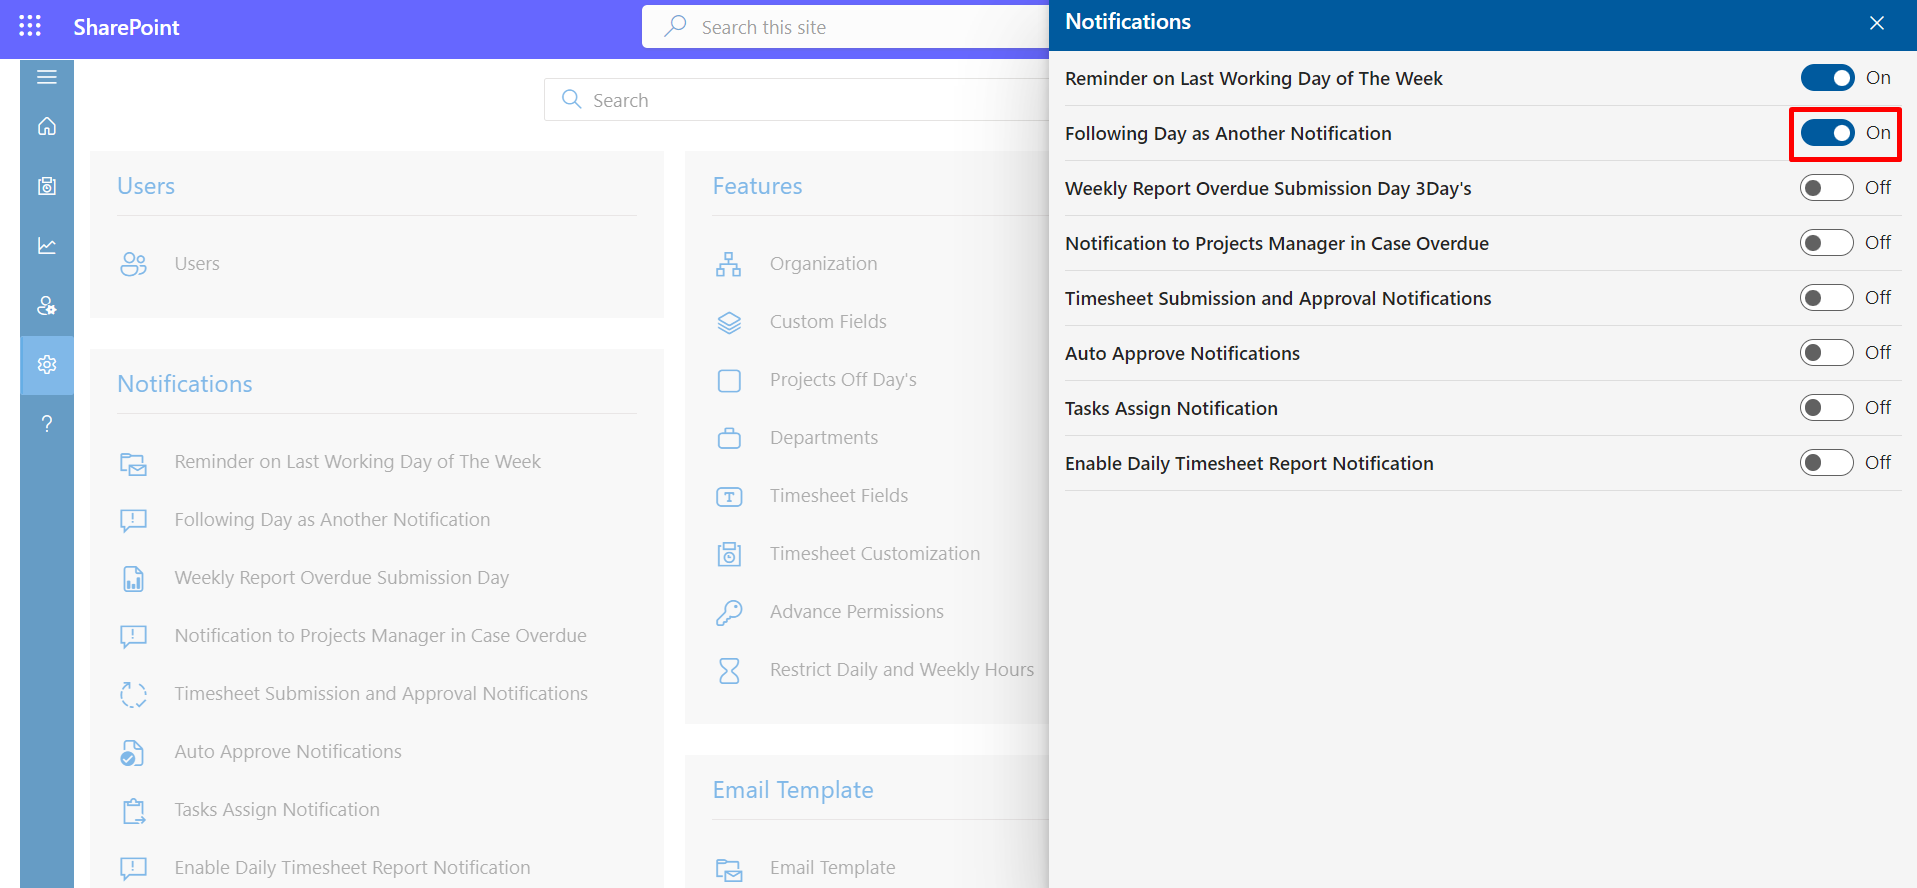 SharePoint
Search this site
Search
Users
Users
Notifications
Reminder on Last Working Day of The Week
Following Day as Another Notification
Weekly Report Overdue Submission Day
Notification to Projects Manager in Case Overdue
Timesheet Submission and Approval Notifications
Auto Approve Notifications
Tasks Assign Notification
Enable Daily Timesheet Report Notification
Features
Organization
Custom Fields
Projects Off Day's
Departments
Timesheet Fields
Timesheet Customization
Advance Permissions
Restrict Daily and Weekly Hours
Email Template
Email Template
Notifications
Reminder on Last Working Day of The Week On
Following Day as Another Notification On
Weekly Report Overdue Submission Day 3Day's Off
Notification to Projects Manager in Case Overdue Off
Timesheet Submission and Approval Notifications Off
Auto Approve Notifications Off
Tasks Assign Notification Off
Enable Daily Timesheet Report Notification Off